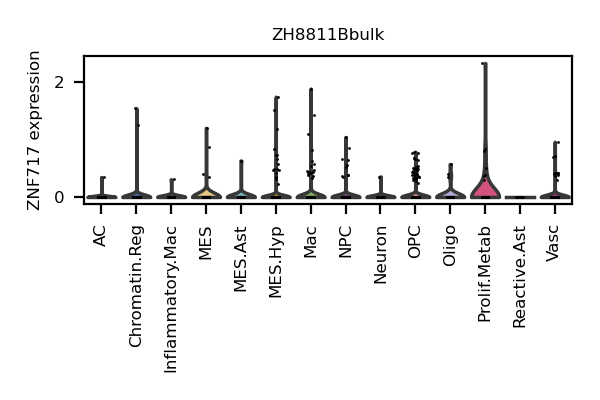 ZH8811Bbulk
ZNF717 expression
2
0
AC
Chromatin.Reg
Inflammatory.Mac
MES
MES.Ast
MES.Hyp
Mac
NPC
Neuron
OPC
Oligo
Prolif.Metab
Reactive.Ast
Vasc